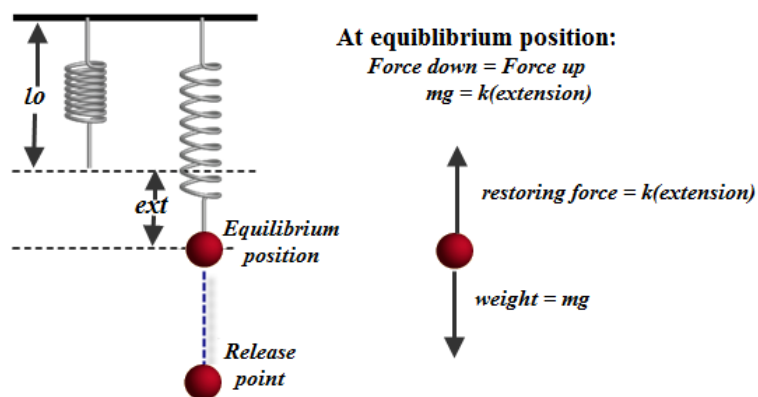 At equiblibrium position:
Force down = Force up
mg = k(extension)
lo
ext
restoring force = k(extension)
Equilibrium
position
weight = mg
Release
point